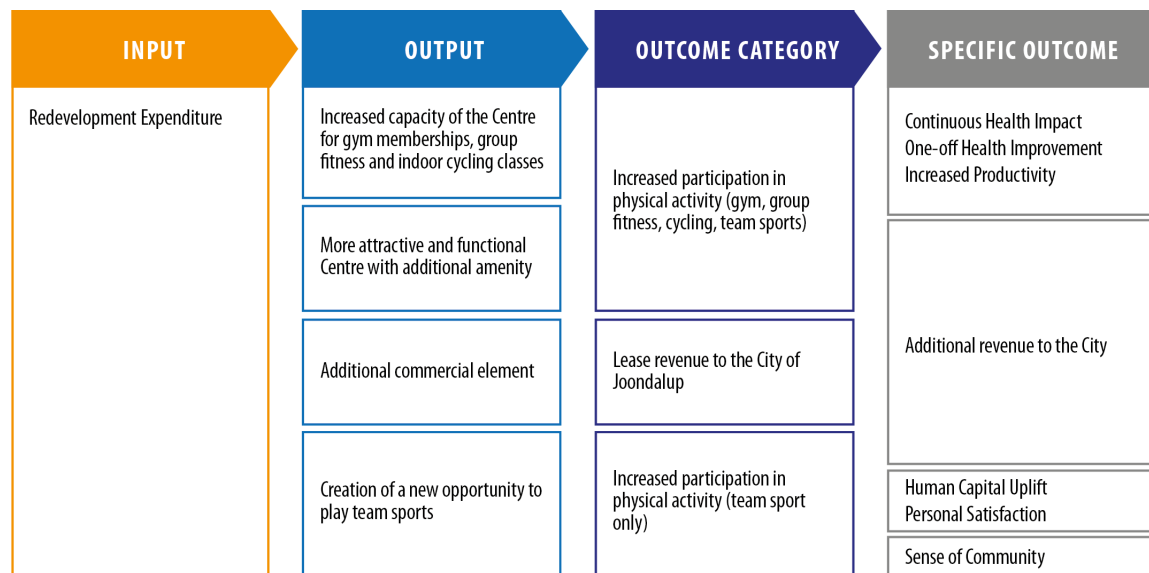 INPUT
Redevelopment Expenditure
OUTPUT
Increased capacity of the Centre
for gym memberships, group
fitness and indoor cycling classes
More attractive and functional
Centre with additional amenity
Additional commercial element
Creation of a new opportunity to
play team sports
OUTCOME CATEGORY
Increased participation in
physical activity (gym, group
fitness, cycling, team sports)
Lease revenue to the City of
Joondalup
Increased participation in
physical activity (team sport
only)
SPECIFIC OUTCOME
Continuous Health Impact
One-off Health Improvement
Increased Productivity
Additional revenue to the City
Human Capital Uplift
Personal Satisfaction
Sense of Community